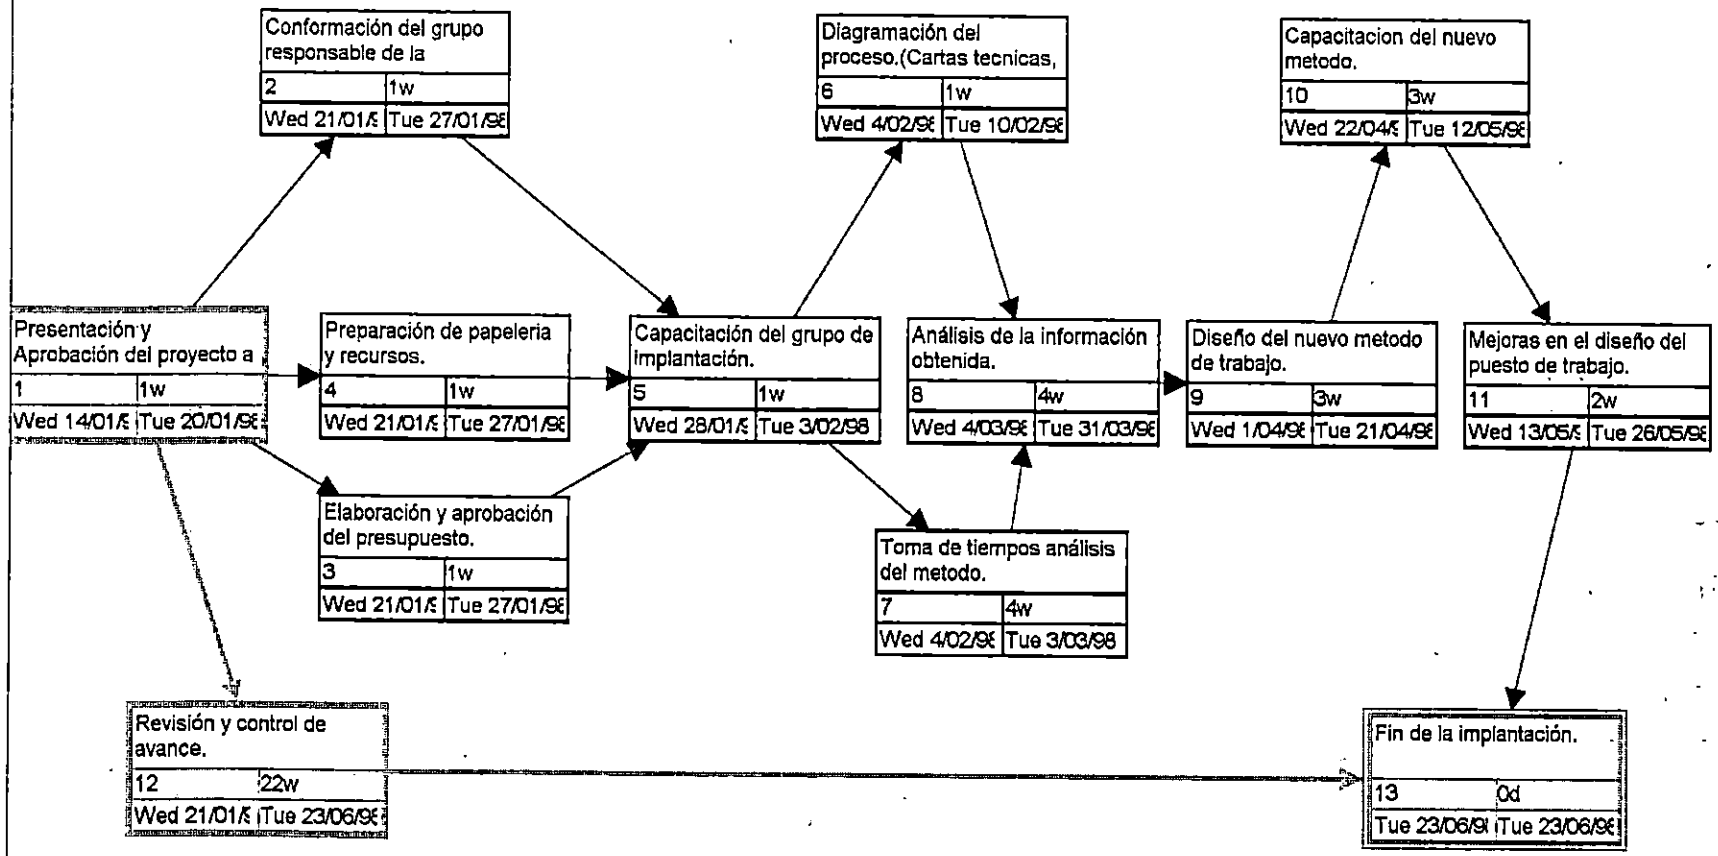 Conformación del grupo
responsable de la
2 1w
Wed 21/01/9 Tue 27/01/98
Diagramación del
proceso.(Cartas tecnicas,
6 1w
Wed 4/02/98 Tue 10/02/98
Capacitacion del nuevo
metodo.
10 3w
Wed 22/04/9 Tue 12/05/98
Presentación y
Aprobación del proyecto a
1 1w
Wed 14/01/9 Tue 20/01/98
Preparación de papeleria
y recursos.
4 1w
Wed 21/01/9 Tue 27/01/98
Capacitación del grupo de
implantación.
5 1w
Wed 28/01/9 Tue 3/02/98
Análisis de la información
obtenida.
8 4w
Wed 4/03/98 Tue 31/03/98
Diseño del nuevo metodo
de trabajo.
9 3w
Wed 1/04/98 Tue 21/04/98
Mejoras en el diseño del
puesto de trabajo.
11 2w
Wed 13/05/9 Tue 26/05/98
Elaboración y aprobación
del presupuesto.
3 1w
Wed 21/01/9 Tue 27/01/98
Toma de tiempos análisis
del metodo.
7 4w
Wed 4/02/98 Tue 3/03/98
Revisión y control de
avance.
12 22w
Wed 21/01/9 Tue 23/06/98
Fin de la implantación.
13 0d
Tue 23/06/9 Tue 23/06/98